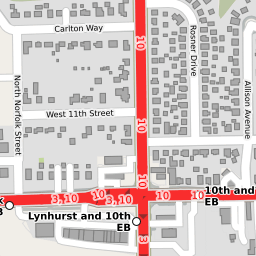 Carlton Way
Rosner Drive
10
Allison Avenue
10
North Norfolk Street
West 11th Street
10
3, 10
10
3, 10
10
10
10th and
EB
Lynhurst and 10th
EB
3